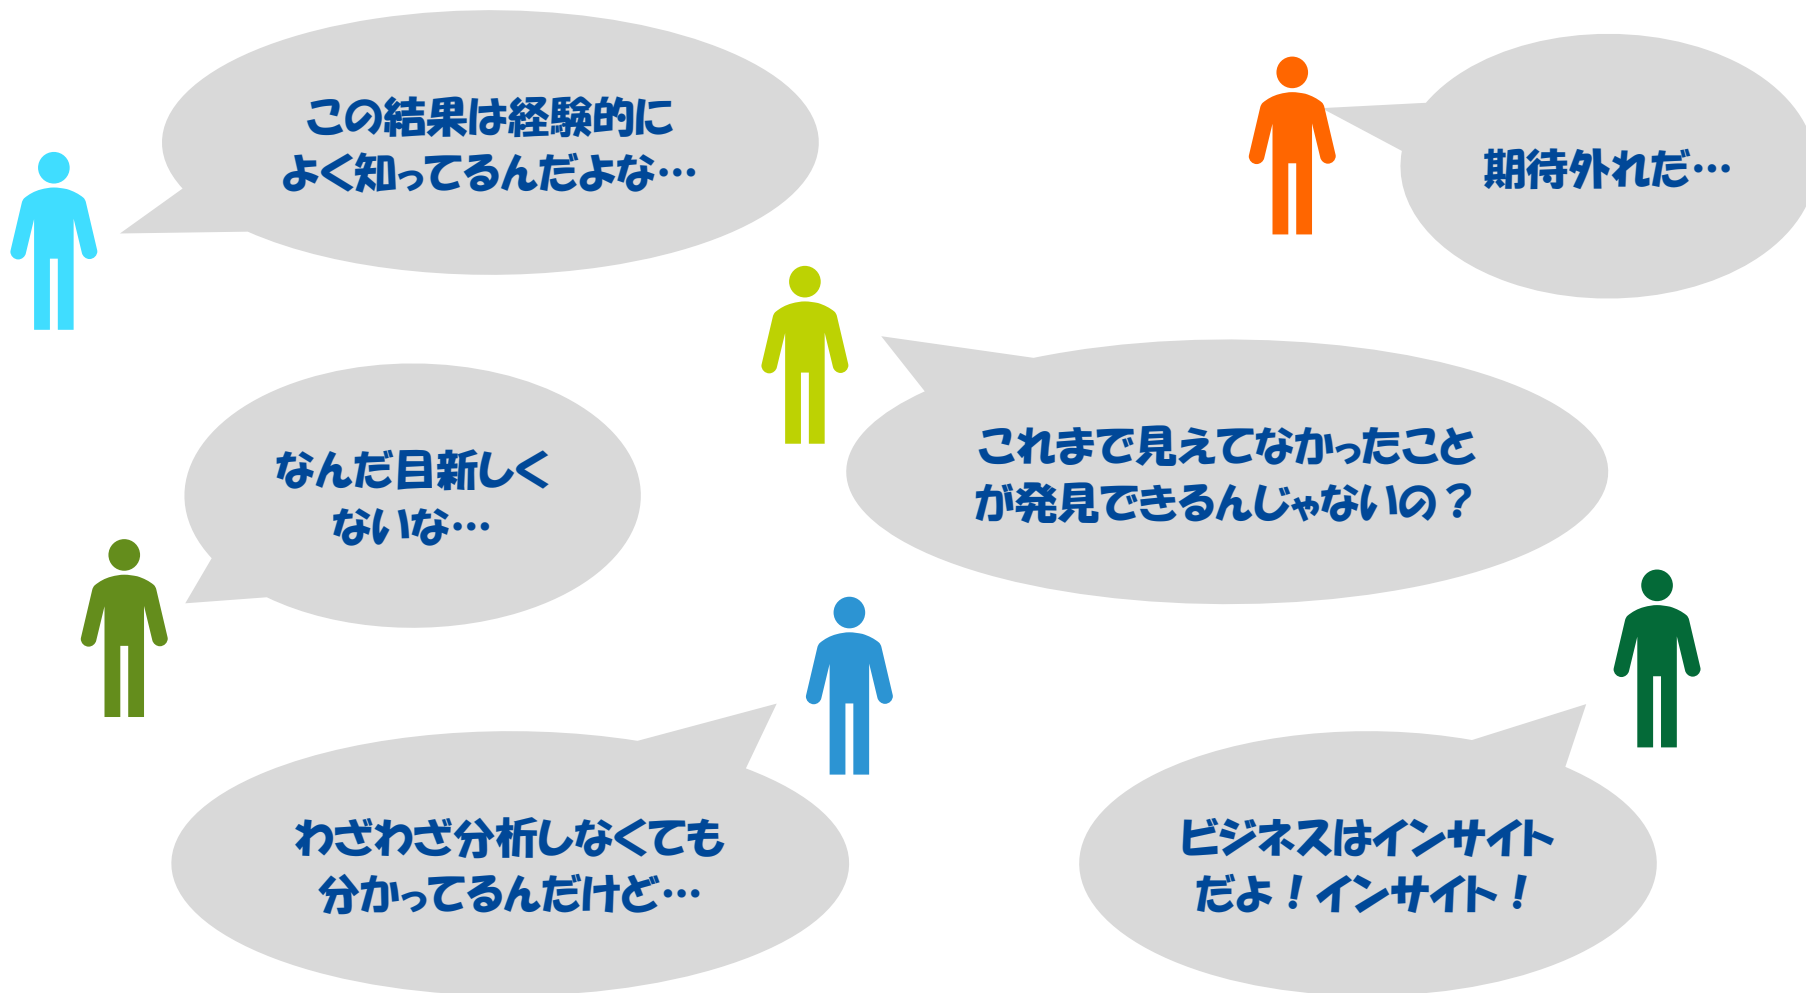 この結果は経験的に
よく知ってるんだよな…
期待外れだ…
これまで見えてなかったこと
が発見できるんじゃないの？
なんだ目新しく
ないな…
わざわざ分析しなくても
分かってるんだけど…
ビジネスはインサイト
だよ！インサイト！